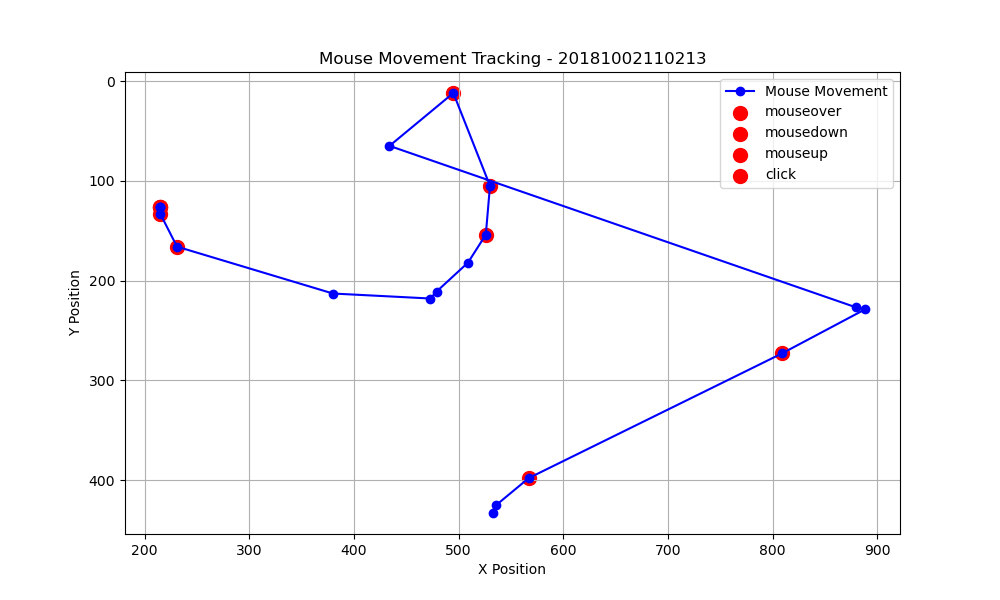 Mouse Movement Tracking - 20181002110213
Mouse Movement
mouseover
mousedown
mouseup
click
0
100
200
300
400
Y Position
200 300 400 500 600 700 800 900
X Position